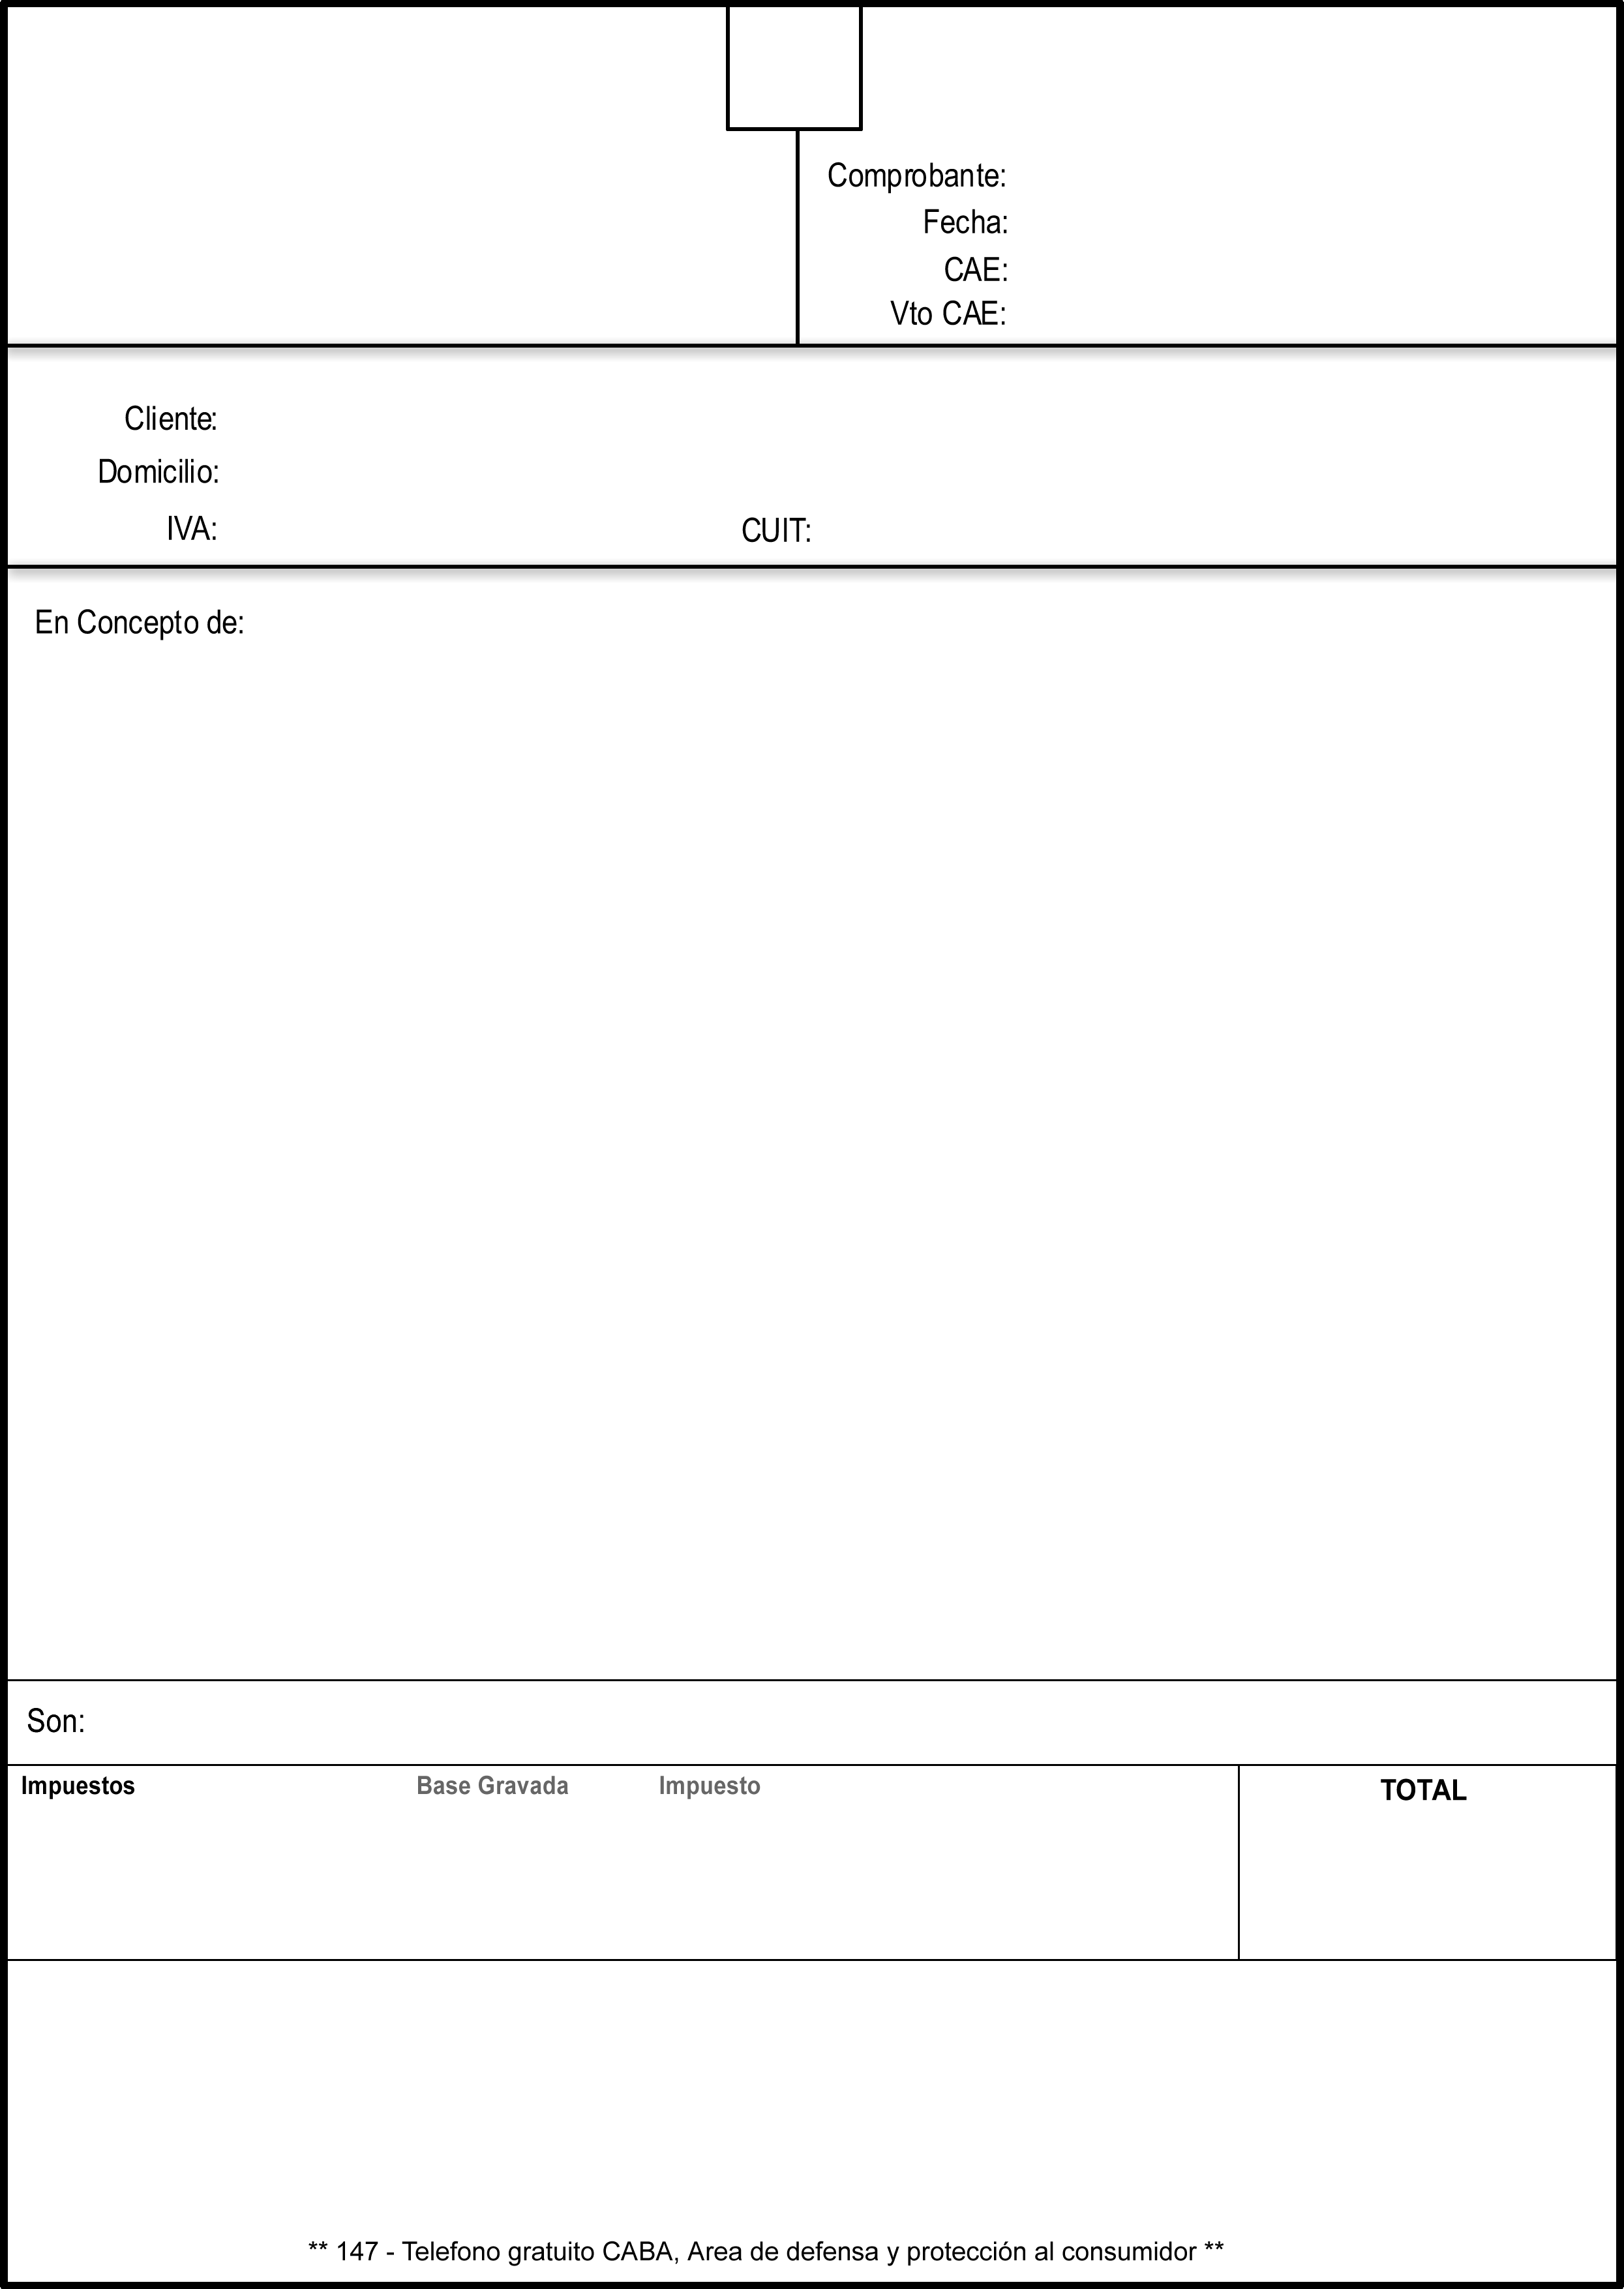 Comprobante:
Fecha:
CAE:
Vto CAE:
Cliente:
Domicilio:
IVA: CUIT:
En Concepto de:
Son:
Impuestos Base Gravada Impuesto TOTAL
** 147 - Telefono gratuito CABA, Area de defensa y protección al consumidor **